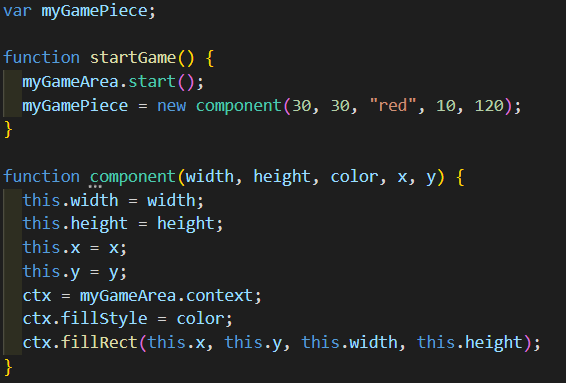 var myGamePiece;

function startGame() {
  myGameArea.start();
  myGamePiece = new component(30, 30, "red", 10, 120);
}

function component(width, height, color, x, y) {
  this.width = width;
  this.height = height;
  this.x = x;
  this.y = y;
  ctx = myGameArea.context;
  ctx.fillStyle = color;
  ctx.fillRect(this.x, this.y, this.width, this.height);
}